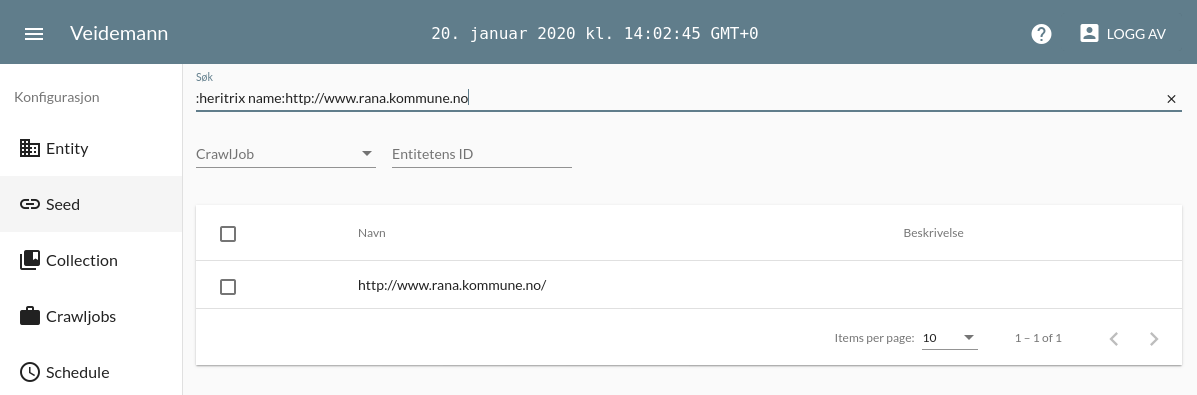 Veidemann
20. januar 2020 kl. 14:02:45 GMT+0
LOGG AV
Konfigurasjon
Entity
Seed
Collection
Crawljobs
Schedule
Søk
:heritrix name:http://www.rana.kommune.no
CrawlJob
Entitetens ID
Navn
Beskrivelse
http://www.rana.kommune.no/
Items per page: 10
1 – 1 of 1